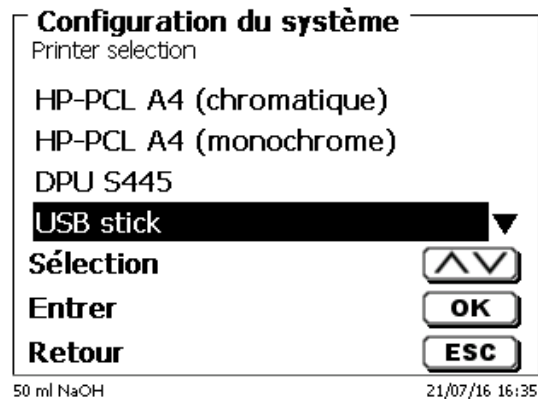 Configuration du système
Printer selection
HP-PCL A4 (chromatique)
HP-PCL A4 (monochrome)
DPU S445
USB stick
Sélection
Entrer OK
Retour ESC
50 ml NaOH 21/07/16 16:35